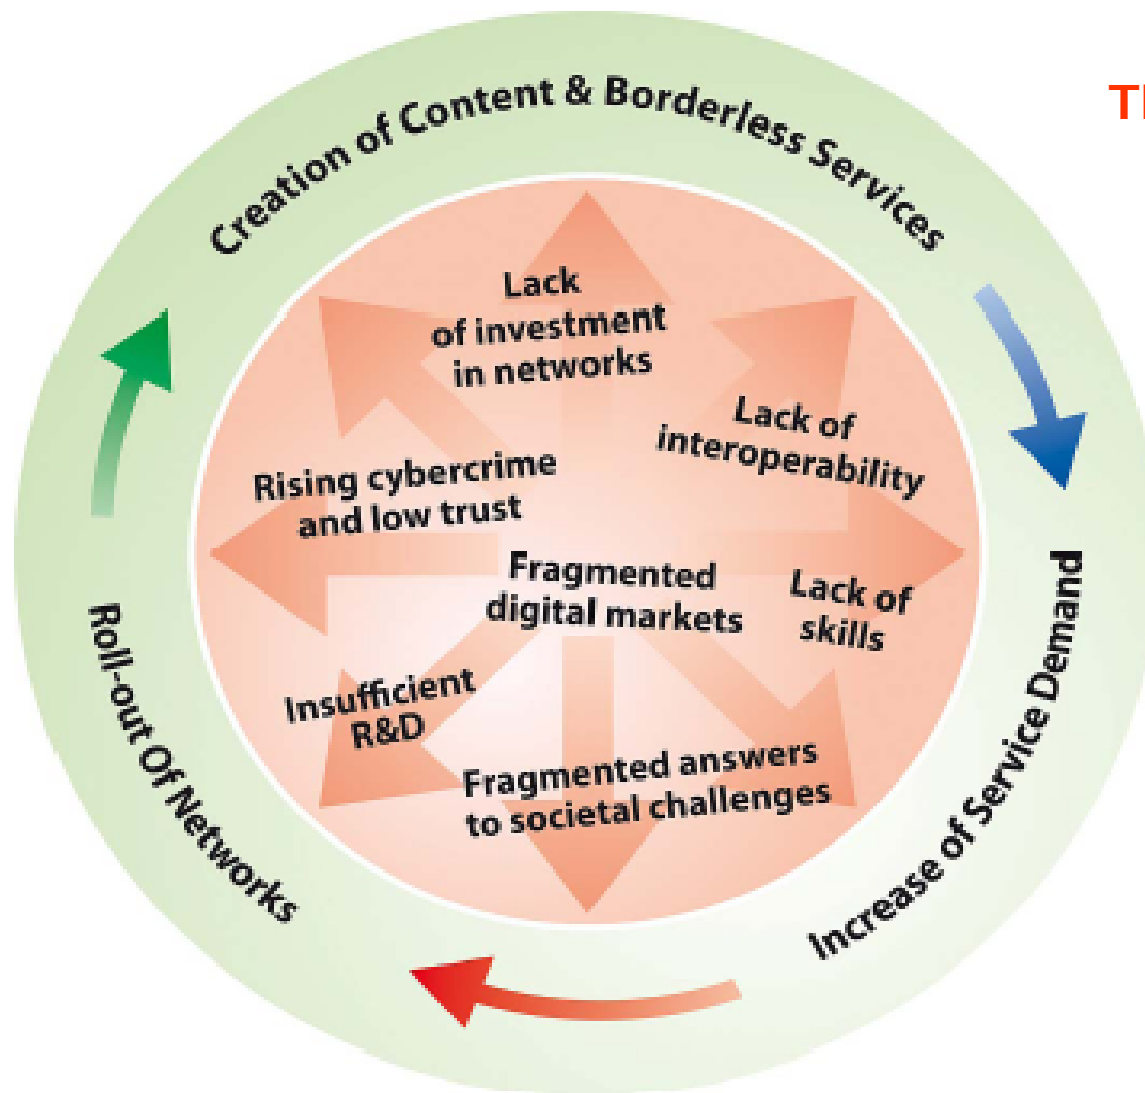 Creation of Content & Borderless Services
Lack
of investment
in networks
Lack of
interoperability
Rising cybercrime
and low trust
Fragmented
digital markets
Lack of
skills
Insufficient
R&D
Fragmented answers
to societal challenges
Increase of Service Demand
Roll-out Of Networks